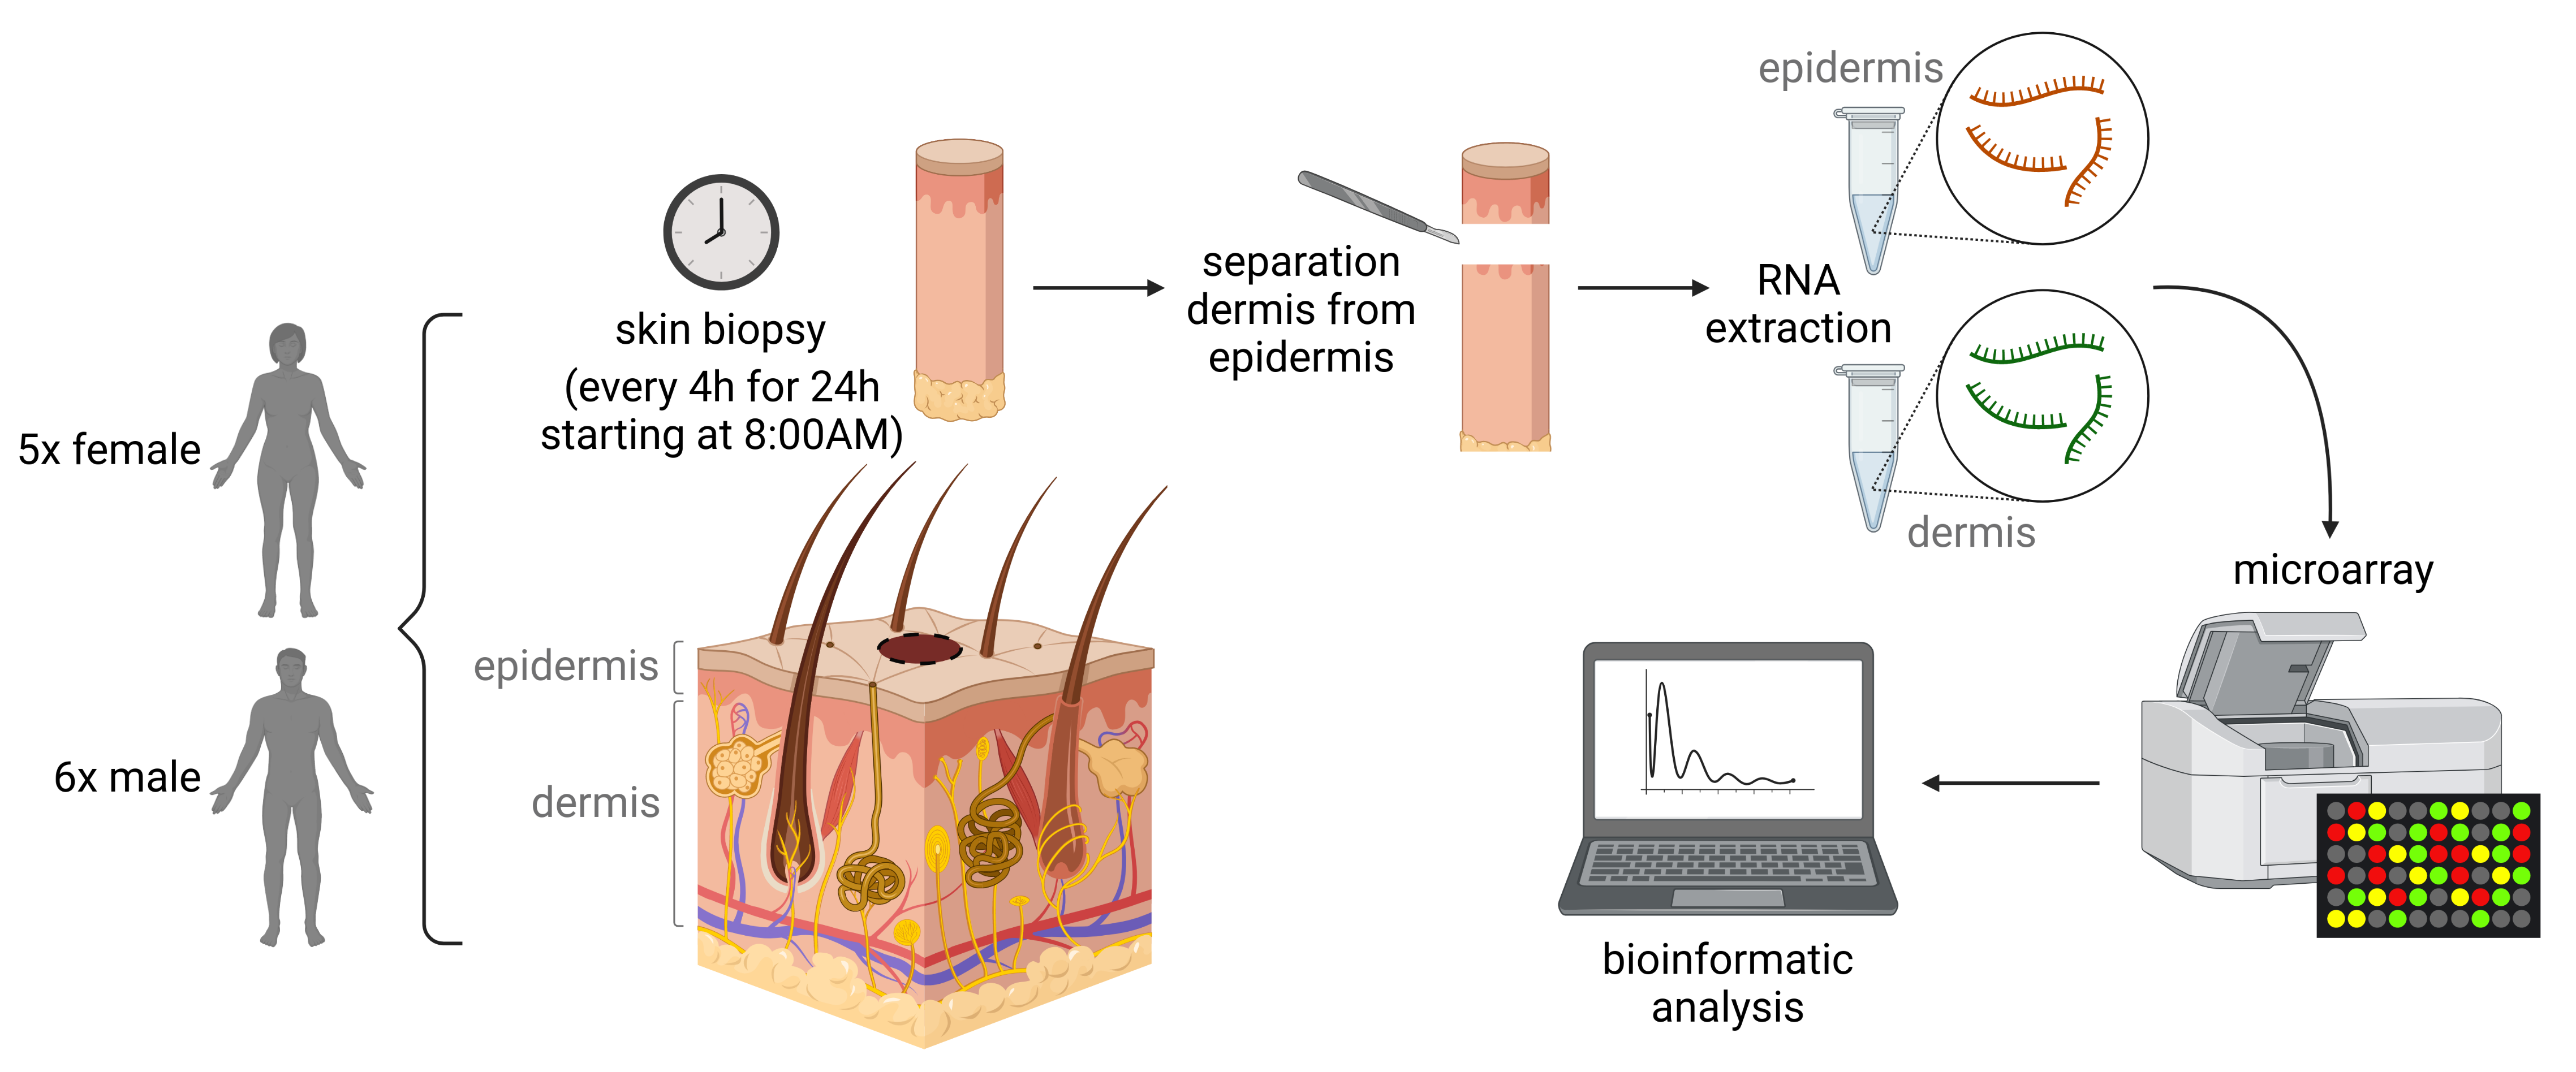 5x female
6x male
skin biopsy
(every 4h for 24h
starting at 8:00AM)
epidermis
dermis
separation
dermis from
epidermis
RNA
extraction
epidermis
dermis
microarray
bioinformatic
analysis